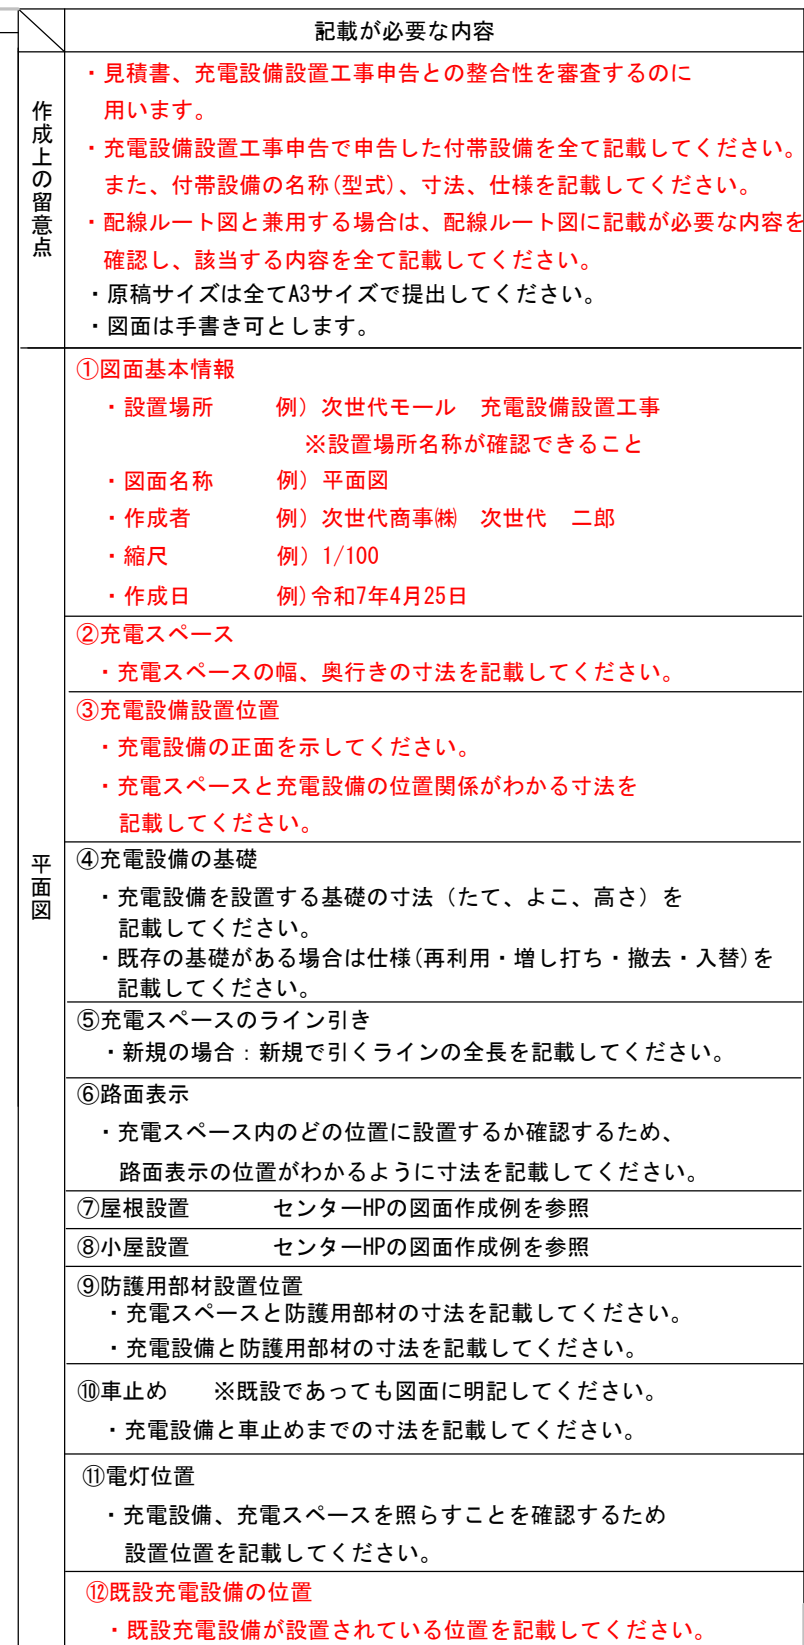 記載が必要な内容
作成上の留意点
・見積書、充電設備設置工事申告との整合性を審査するのに
用います。
・充電設備設置工事申告で申告した付帯設備を全て記載してください。
また、付帯設備の名称(型式)、寸法、仕様を記載してください。
・配線ルート図と兼用する場合は、配線ルート図に記載が必要な内容を
確認し、該当する内容を全て記載してください。
・原稿サイズは全てA3サイズで提出してください。
・図面は手書き可とします。
平面図
①図面基本情報
・設置場所　　例）次世代モール　充電設備設置工事
※設置場所名称が確認できること
・図面名称　　例）平面図
・作成者　　例）次世代商事㈱　次世代　二郎
・縮尺　　例）1/100
・作成日　　例)令和7年4月25日
②充電スペース
・充電スペースの幅、奥行きの寸法を記載してください。
③充電設備設置位置
・充電設備の正面を示してください。
・充電スペースと充電設備の位置関係がわかる寸法を
記載してください。
④充電設備の基礎
・充電設備を設置する基礎の寸法（たて、よこ、高さ）を
記載してください。
・既存の基礎がある場合は仕様(再利用・増し打ち・撤去・入替)を
記載してください。
⑤充電スペースのライン引き
・新規の場合：新規で引くラインの全長を記載してください。
⑥路面表示
・充電スペース内のどの位置に設置するか確認するため、
路面表示の位置がわかるように寸法を記載してください。
⑦屋根設置　　センターHPの図面作成例を参照
⑧小屋設置　　センターHPの図面作成例を参照
⑨防護用部材設置位置
・充電スペースと防護用部材の寸法を記載してください。
・充電設備と防護用部材の寸法を記載してください。
⑩車止め　※既設であっても図面に明記してください。
・充電設備と車止めまでの寸法を記載してください。
⑪電灯位置
・充電設備、充電スペースを照らすことを確認するため
設置位置を記載してください。
⑫既設充電設備の位置
・既設充電設備が設置されている位置を記載してください。